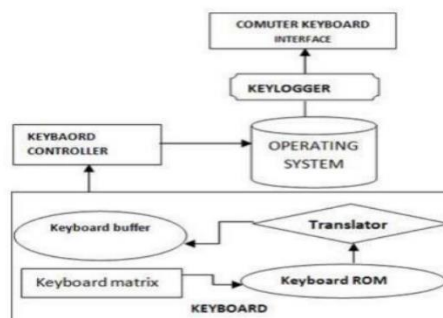 COMUTER KEYBOARD
INTERFACE
KEYLOGGER
KEYBAORD
CONTROLLER
OPERATING
SYSTEM
Keyboard buffer
Translator
Keyboard matrix
Keyboard ROM
KEYBOARD